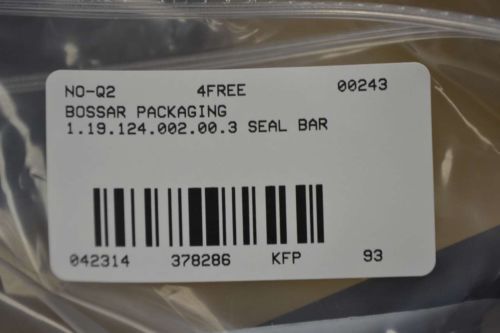 NO-Q2 4FREE 00243
BOSSAR PACKAGING
1.19.124.002.00.3 SEAL BAR
042314 378286 KFP 93